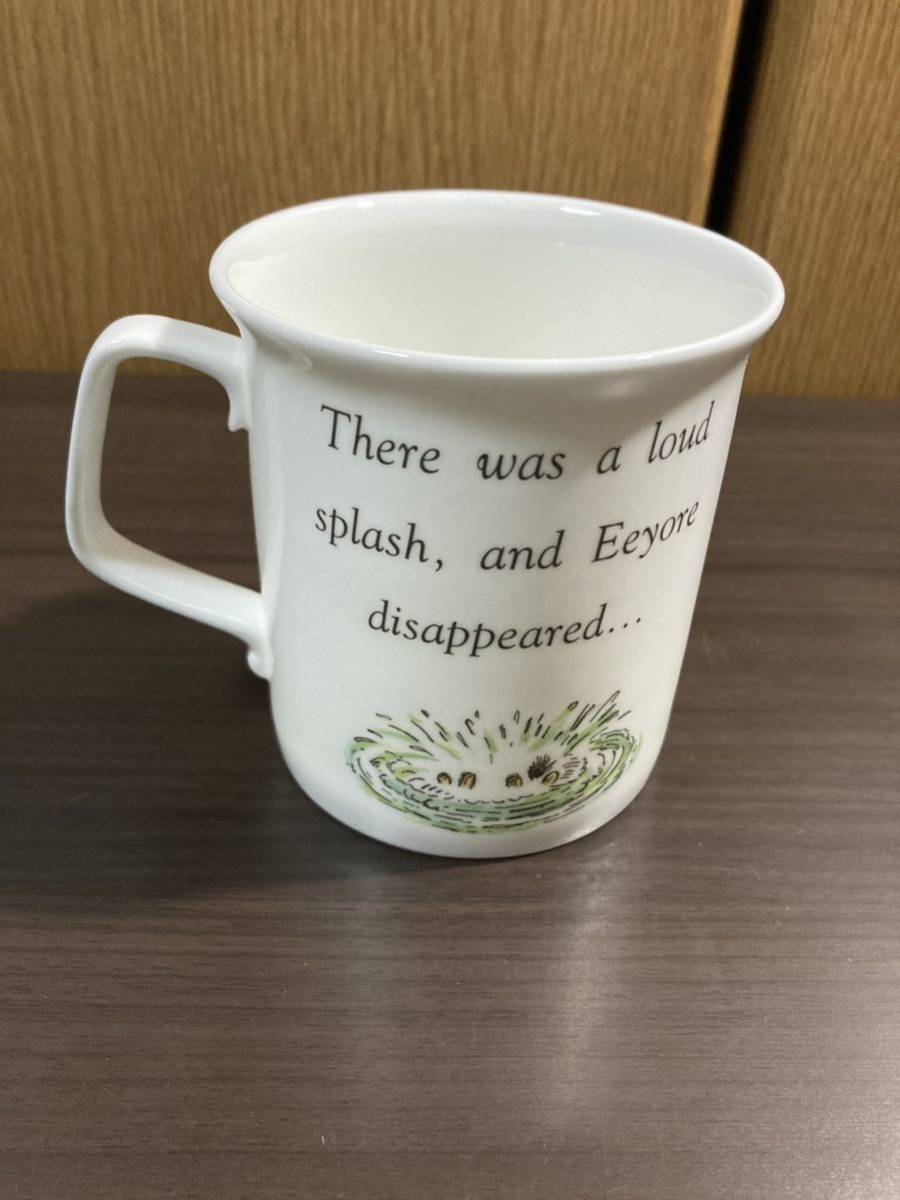 There was a loud
splash, and Eeyore
disappeared...